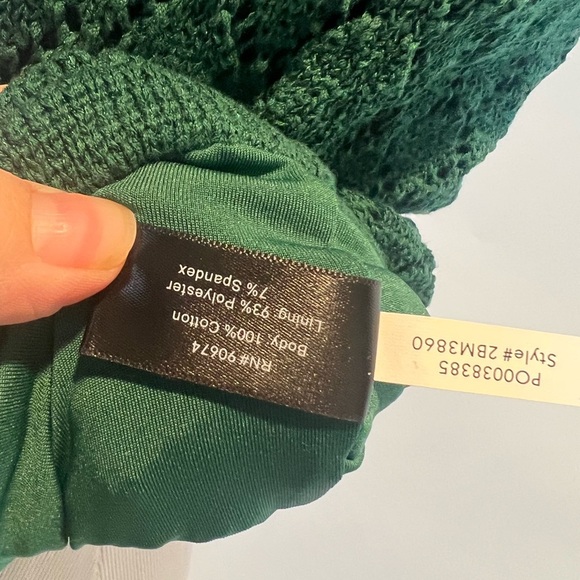 RN# 90674
Body: 100% Cotton
Lining: 93% Polyester
7% Spandex
PO0038385
Style# 2BM3860